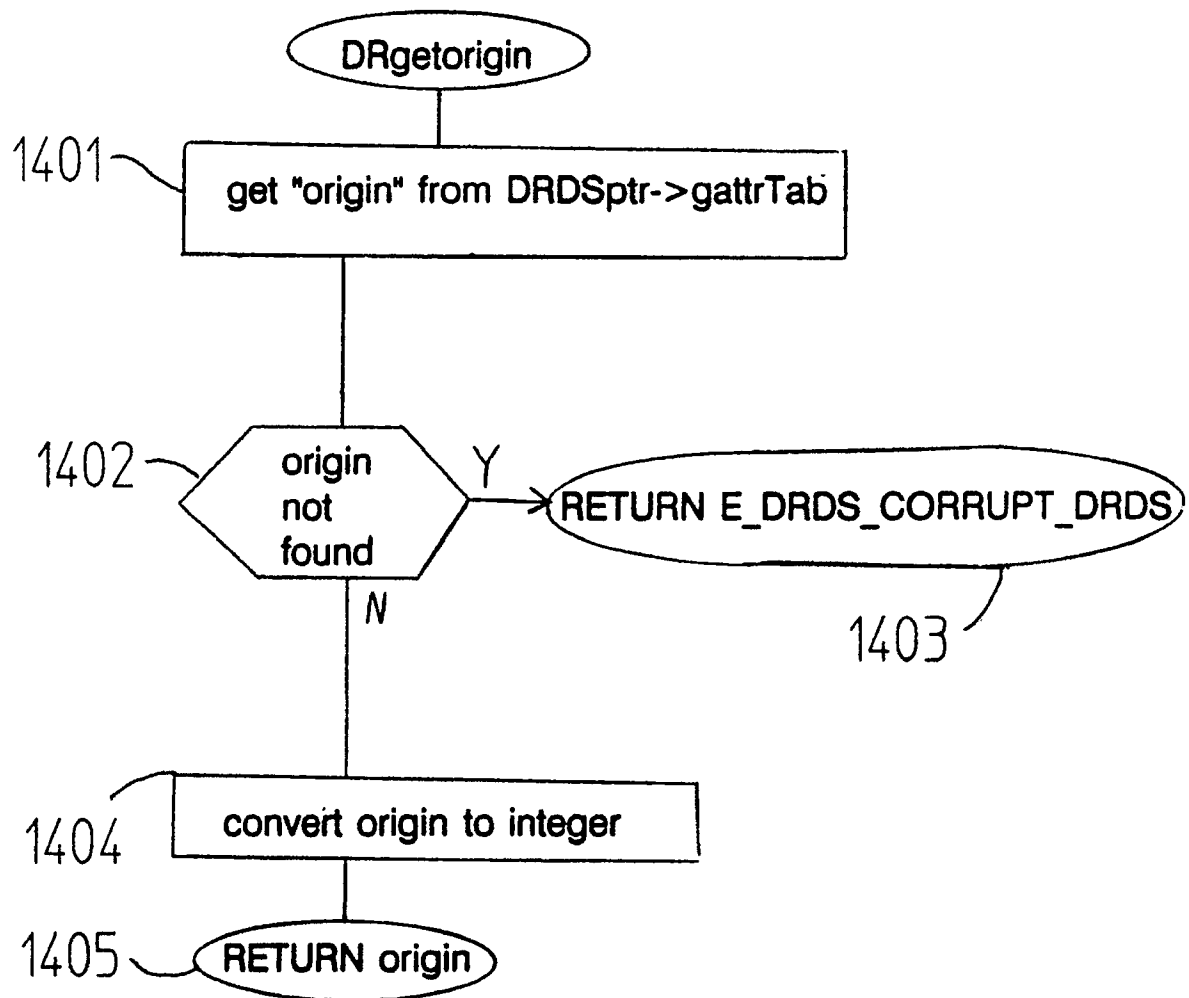 DRgetorigin
1401
get "origin" from DRDSptr->gattrTab
1402
origin
not
found
Y
RETURN E_DRDS_CORRUPT_DRDS
N
1403
1404
convert origin to integer
1405
RETURN origin